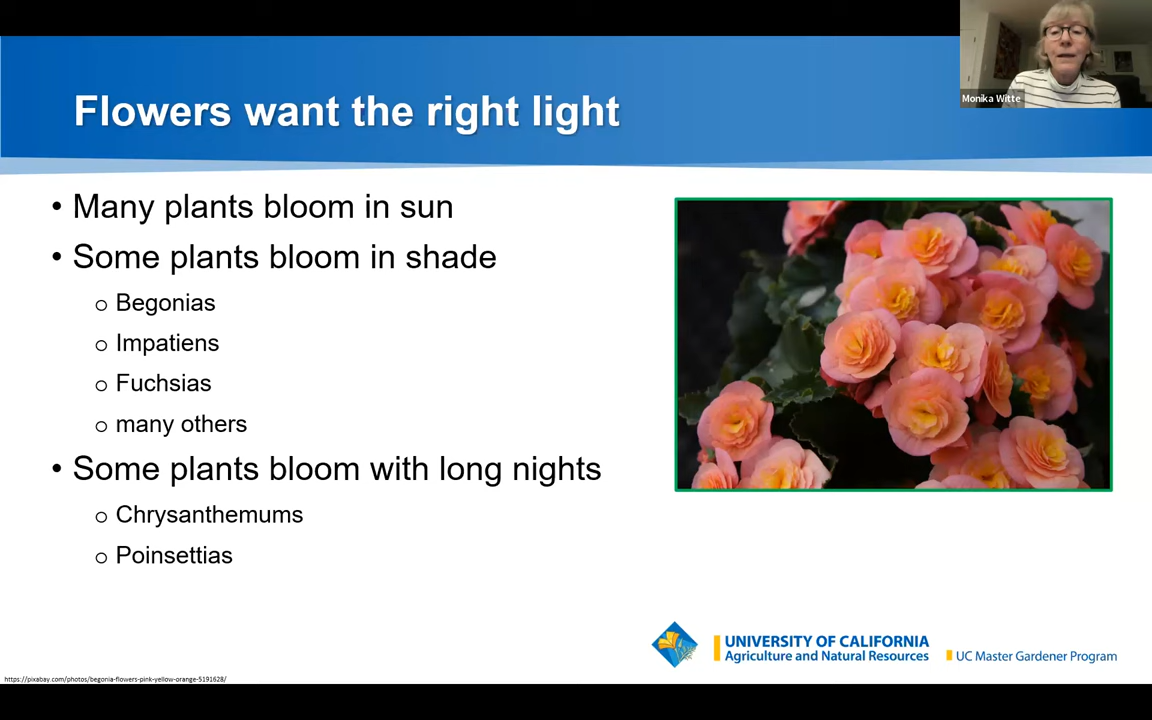 Monika Witte
Flowers want the right light
• Many plants bloom in sun
• Some plants bloom in shade
o Begonias
o Impatiens
o Fuchsias
o many others
• Some plants bloom with long nights
o Chrysanthemums
o Poinsettias
UNIVERSITY OF CALIFORNIA
Agriculture and Natural Resources
UC Master Gardener Program
https://pixabay.com/photos/begonia-flowers-pink-yellow-orange-5191628/